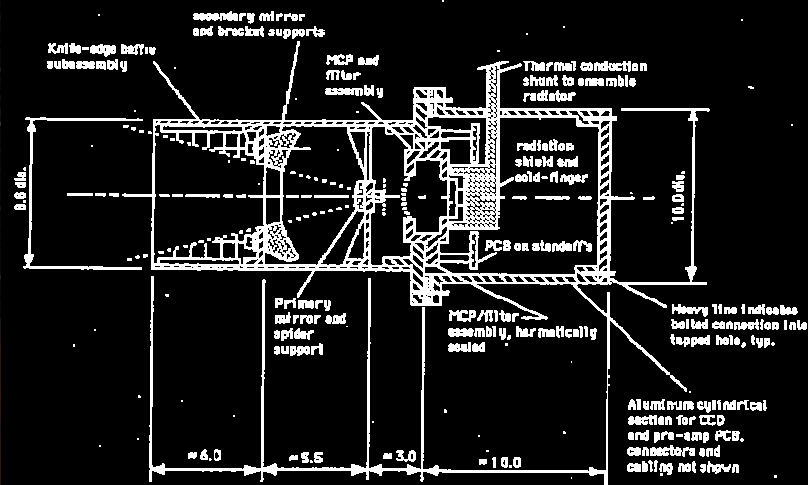 secondary mirror
and bracket supports
Knife-edge baffle
subassembly
MCP and
filter
assembly
Thermal conduction
shunt to ensemble
radiator
radiation
shield and
cold-finger
8.6 dia.
10.0 dia.
PCB on standoffs
Primary
mirror and
spider
support
MCP/filter
assembly, hermatically
sealed
Heavy line indicates
bolted connection into
tapped hole, typ.
Aluminum cylindrical
section for CCD
and pre-amp PCB,
connectors and
cabling not shown
≈6.0
≈5.5
≈3.0
≈10.0